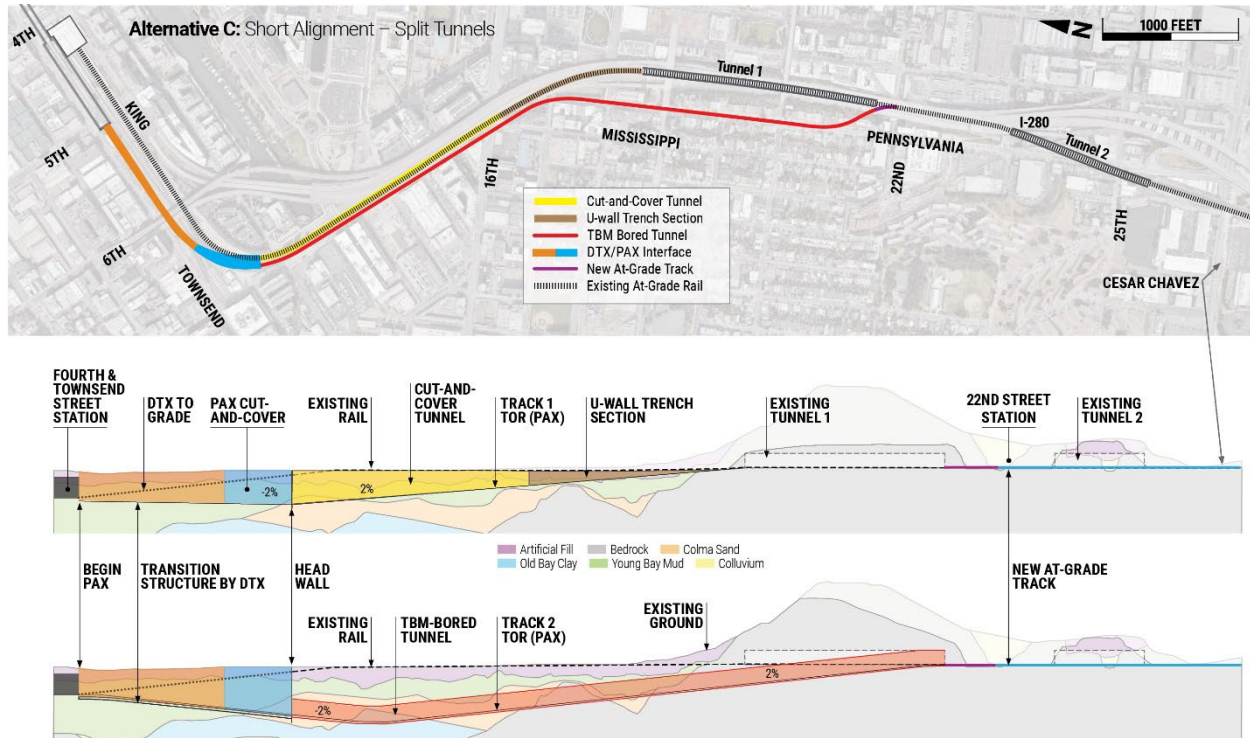 Alternative C: Short Alignment – Split Tunnels
N
1000 FEET
4TH
KING
5TH
6TH
TOWNSEND
16TH
Tunnel 1
MISSISSIPPI
PENNSYLVANIA
22ND
I-280
Tunnel 2
25TH
CESAR CHAVEZ
Cut-and-Cover Tunnel
U-wall Trench Section
TBM Bored Tunnel
DTX/PAX Interface
New At-Grade Track
Existing At-Grade Rail
FOURTH &
TOWNSEND
STREET
STATION
DTX TO
GRADE
PAX CUT-
AND-COVER
EXISTING
RAIL
CUT-AND-
COVER
TUNNEL
TRACK 1
TOR (PAX)
U-WALL TRENCH
SECTION
EXISTING
TUNNEL 1
22ND STREET
STATION
EXISTING
TUNNEL 2
-2%
2%
Artificial Fill
Bedrock
Colma Sand
Old Bay Clay
Young Bay Mud
Colluvium
BEGIN
PAX
TRANSITION
STRUCTURE BY DTX
HEAD
WALL
NEW AT-GRADE
TRACK
EXISTING
RAIL
TBM-BORED
TUNNEL
TRACK 2
TOR (PAX)
EXISTING
GROUND
-2%
2%